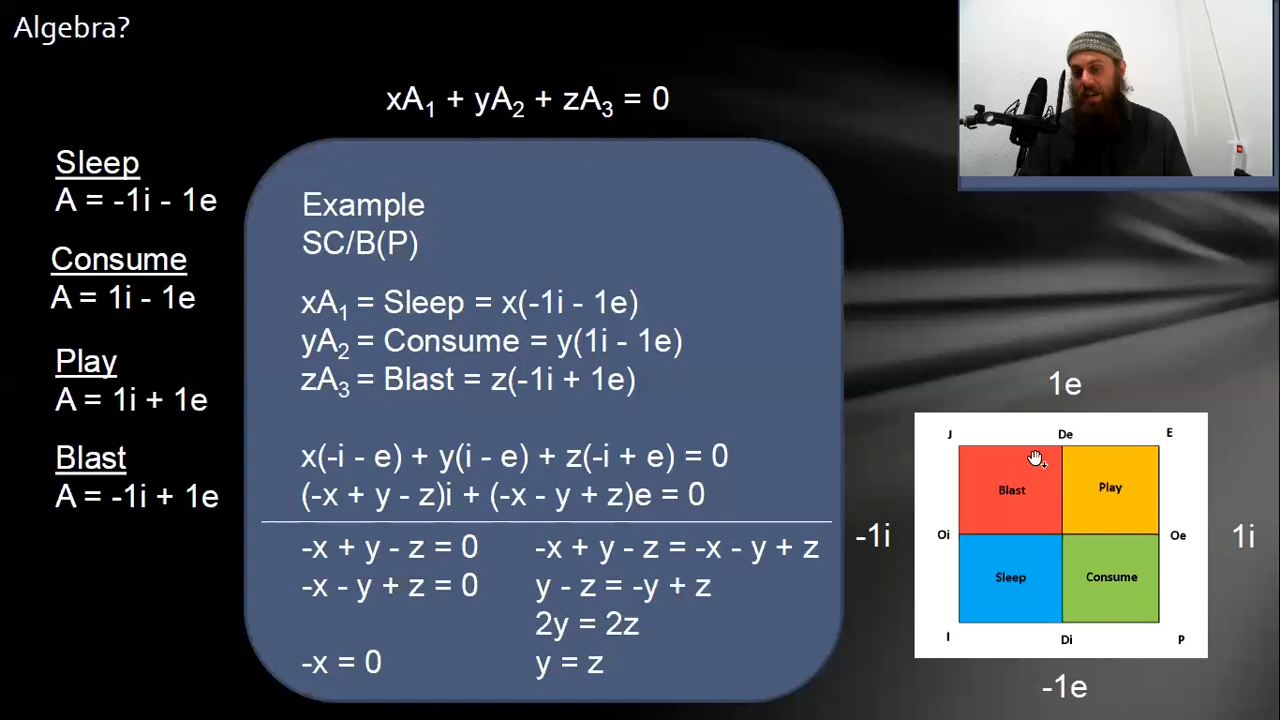 Algebra?
xA₁ + yA₂ + zA₃ = 0
Sleep
A = -1i - 1e
Consume
A = 1i - 1e
Play
A = 1i + 1e
Blast
A = -1i + 1e
Example
SC/B(P)
xA₁ = Sleep = x(-1i - 1e)
yA₂ = Consume = y(1i - 1e)
zA₃ = Blast = z(-1i + 1e)
x(-i - e) + y(i - e) + z(-i + e) = 0
(-x + y - z)i + (-x - y + z)e = 0
-x + y - z = 0
-x - y + z = 0
-x = 0
-x + y - z = -x - y + z
y - z = -y + z
2y = 2z
y = z
1e
J De E
Blast Play
-1i Oi Oe 1i
Sleep Consume
I Di P
-1e